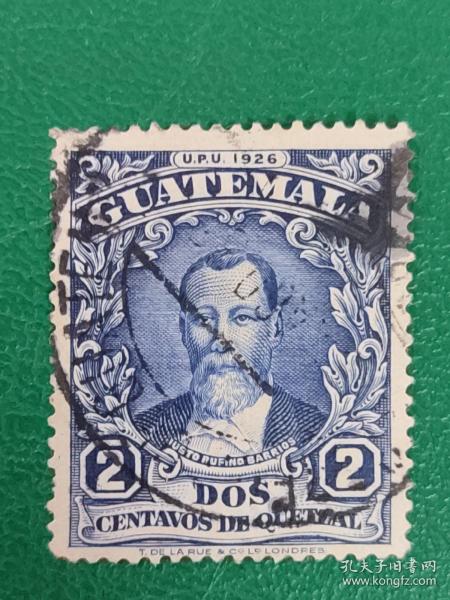 U.P.U. 1926
GUATEMALA
JUSTO RUFINO BARRIOS
2 2
DOS
CENTAVOS DE QUETZAL
T. DE LA RUE & Cº Lº LONDRES
孔夫子旧书网
www.kongfz.com